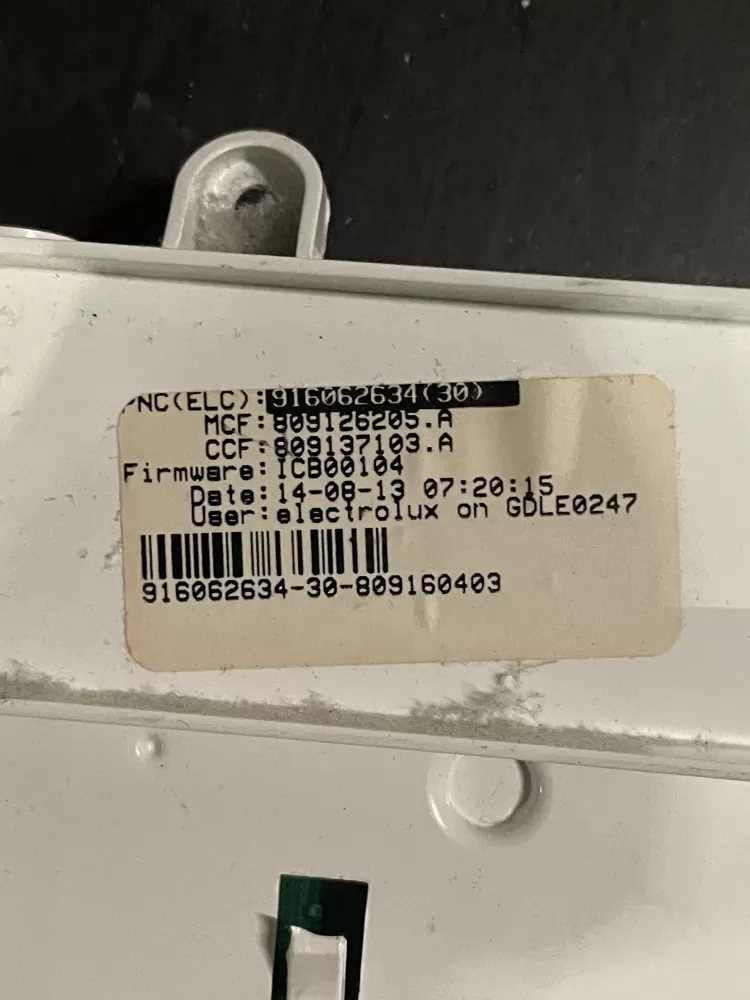 PNC(ELC):916062634(30)
MCF:809126205.A
CCF:809137103.A
Firmware:ICB00104
Date:14-08-13 07:20:15
User:electrolux on GDLE0247
916062634-30-809160403